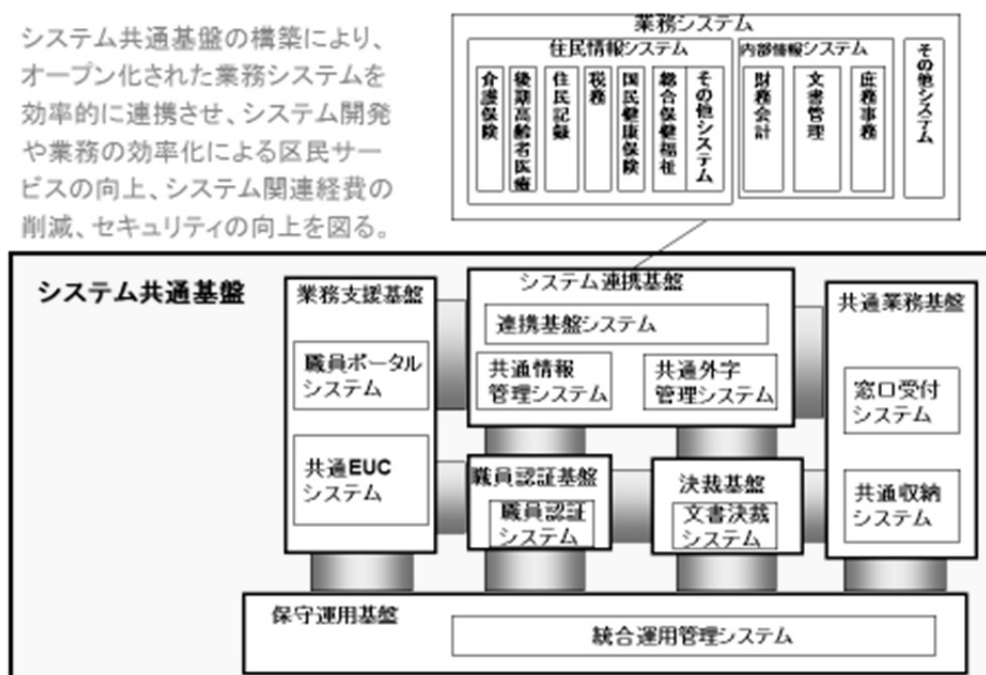 システム共通基盤の構築により、
オープン化された業務システムを
効率的に連携させ、システム開発
や業務の効率化による区民サー
ビスの向上、システム関連経費の
削減、セキュリティの向上を図る。
業務システム
住民情報システム
介護保険
後期高齢者医療
住民記録
税務
国民健康保険
総合保健福祉
その他システム
内部情報システム
財務会計
文書管理
庶務事務
その他システム
システム共通基盤
業務支援基盤
職員ポータル
システム
共通EUC
システム
システム連携基盤
連携基盤システム
共通情報
管理システム
共通外字
管理システム
職員認証基盤
職員認証
システム
決裁基盤
文書決裁
システム
共通業務基盤
窓口受付
システム
共通収納
システム
保守運用基盤
統合運用管理システム